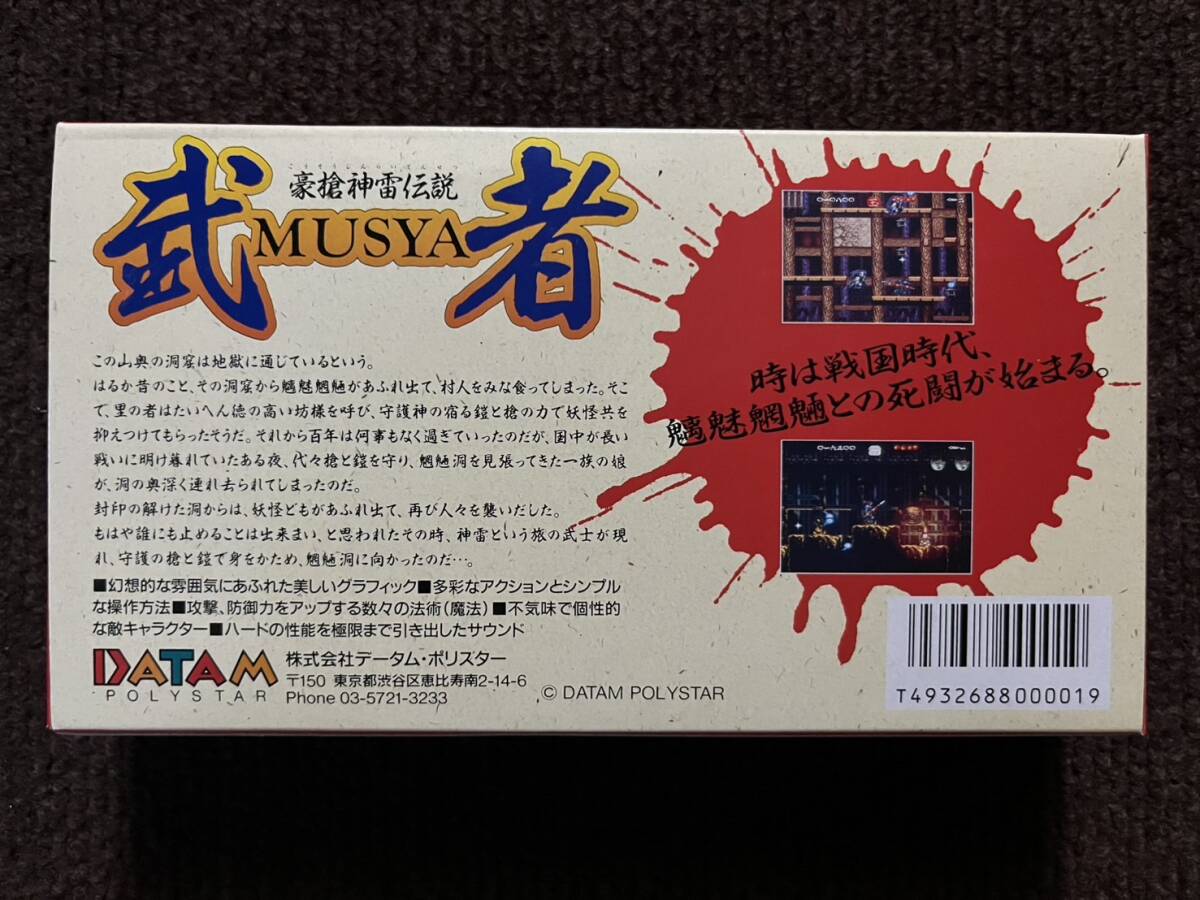 ごうそうじんらいでんせつ
豪槍神雷伝説
武者
MUSYA
この山奥の洞窟は地獄に通じているという。
はるか昔のこと、その洞窟から魑魅魍魎があふれ出て、村人をみな食ってしまった。そこ
で、里の者はたいへん徳の高い坊様を呼び、守護神の宿る鎧と槍の力で妖怪共を
抑えつけてもらったそうだ。それから百年は何事もなく過ぎていったのだが、国中が長い
戦いに明け暮れていたある夜、代々槍と鎧を守り、魍魎洞を見張ってきた一族の娘
が、洞の奥深く連れ去られてしまったのだ。
封印の解けた洞からは、妖怪どもがあふれ出て、再び人々を襲いだした。
もはや誰にも止めることは出来まい、と思われたその時、神雷という旅の武士が現
れ、守護の槍と鎧で身をかため、魍魎洞に向かったのだ…。
■幻想的な雰囲気にあふれた美しいグラフィック■多彩なアクションとシンプル
な操作方法■攻撃、防御力をアップする数々の法術（魔法）■不気味で個性的
な敵キャラクター■ハードの性能を極限まで引き出したサウンド
DATAM
POLYSTAR
株式会社データム・ポリスター
〒150 東京都渋谷区恵比寿南2-14-6
Phone 03-5721-3233
© DATAM POLYSTAR
時は戦国時代、
魑魅魍魎との死闘が始まる。
T4932688000019